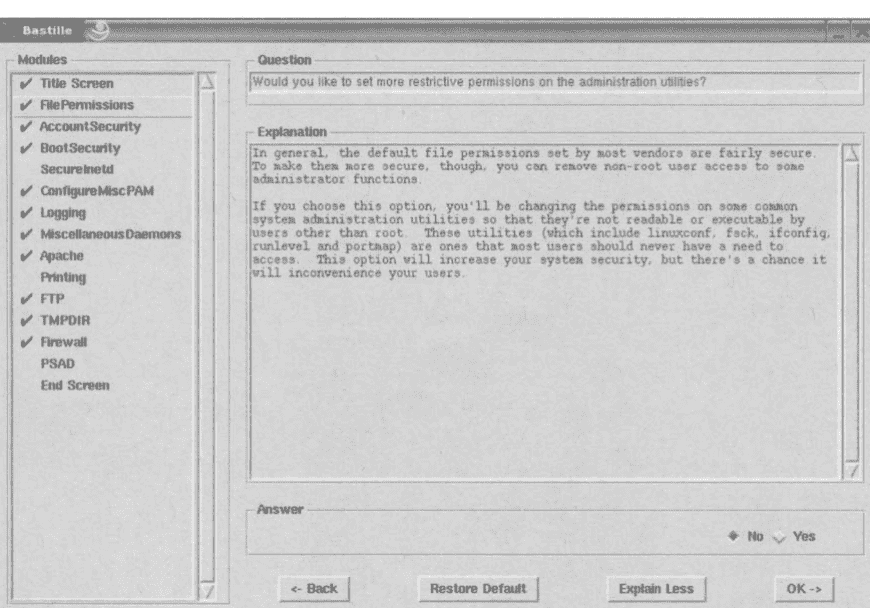 Bastille
Modules
✔ Title Screen
✔ FilePermissions
✔ AccountSecurity
✔ BootSecurity
SecureInetd
✔ ConfigureMiscPAM
✔ Logging
✔ MiscellaneousDaemons
✔ Apache
Printing
✔ FTP
✔ TMPDIR
✔ Firewall
PSAD
End Screen
Question
Would you like to set more restrictive permissions on the administration utilities?
Explanation
In general, the default file permissions set by most vendors are fairly secure.
To make them more secure, though, you can remove non-root user access to some
administrator functions.
If you choose this option, you'll be changing the permissions on some common
system administration utilities so that they're not readable or executable by
users other than root. These utilities (which include linuxconf, fsck, ifconfig,
runlevel and portmap) are ones that most users should never have a need to
access. This option will increase your system security, but there's a chance it
will inconvenience your users.
Answer
No Yes
<- Back Restore Default Explain Less OK ->